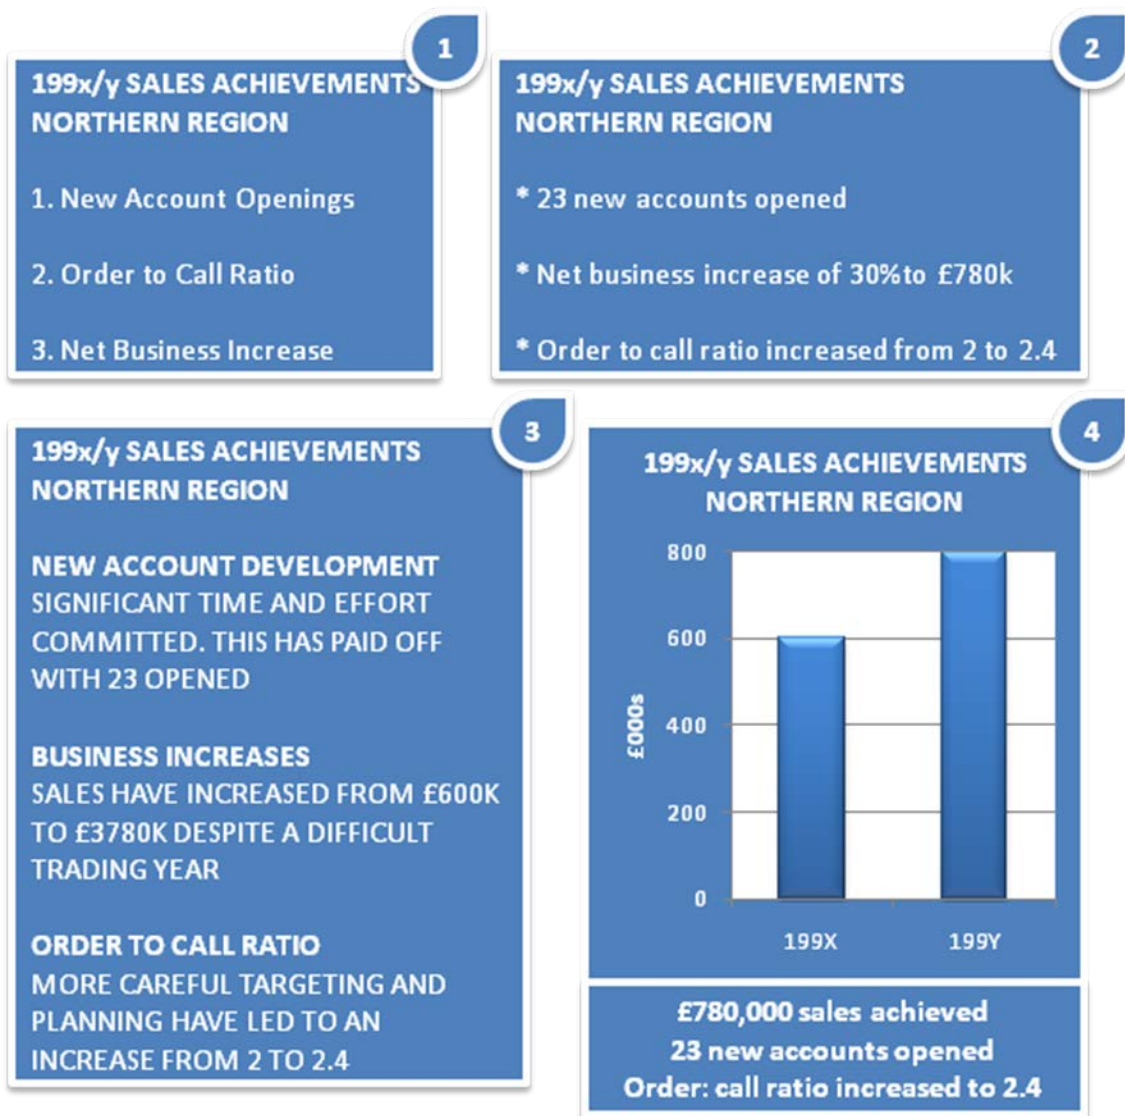 1
199x/y SALES ACHIEVEMENTS
NORTHERN REGION
1. New Account Openings
2. Order to Call Ratio
3. Net Business Increase
2
199x/y SALES ACHIEVEMENTS
NORTHERN REGION
* 23 new accounts opened
* Net business increase of 30%to £780k
* Order to call ratio increased from 2 to 2.4
3
199x/y SALES ACHIEVEMENTS
NORTHERN REGION
NEW ACCOUNT DEVELOPMENT
SIGNIFICANT TIME AND EFFORT
COMMITTED. THIS HAS PAID OFF
WITH 23 OPENED
BUSINESS INCREASES
SALES HAVE INCREASED FROM £600K
TO £3780K DESPITE A DIFFICULT
TRADING YEAR
ORDER TO CALL RATIO
MORE CAREFUL TARGETING AND
PLANNING HAVE LED TO AN
INCREASE FROM 2 TO 2.4
4
199x/y SALES ACHIEVEMENTS
NORTHERN REGION
800
600
400
200
0
£000s
199X 199Y
£780,000 sales achieved
23 new accounts opened
Order: call ratio increased to 2.4